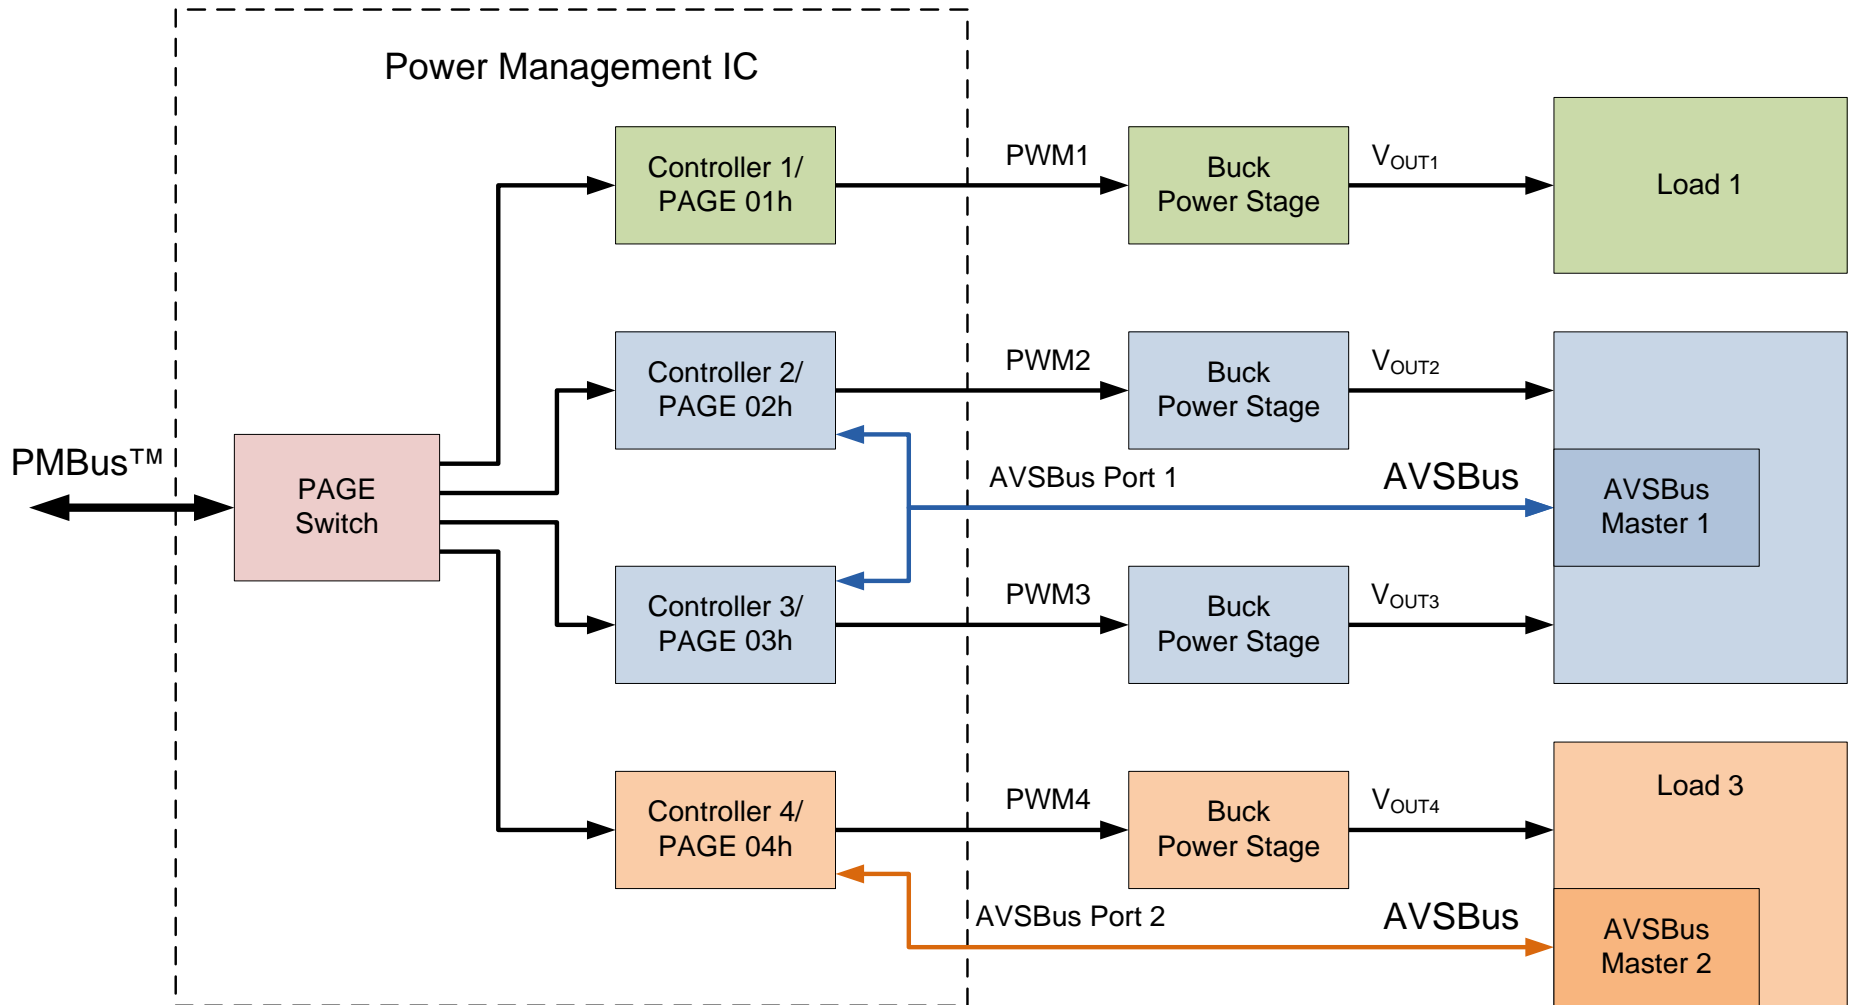 Power Management IC
Controller 1/
PAGE 01h
PWM1
Buck
Power Stage
VOUT1
Load 1
Controller 2/
PAGE 02h
PWM2
Buck
Power Stage
VOUT2
PMBus™
PAGE
Switch
AVSBus Port 1
AVSBus
AVSBus
Master 1
Controller 3/
PAGE 03h
PWM3
Buck
Power Stage
VOUT3
Controller 4/
PAGE 04h
PWM4
Buck
Power Stage
VOUT4
Load 3
AVSBus Port 2
AVSBus
AVSBus
Master 2